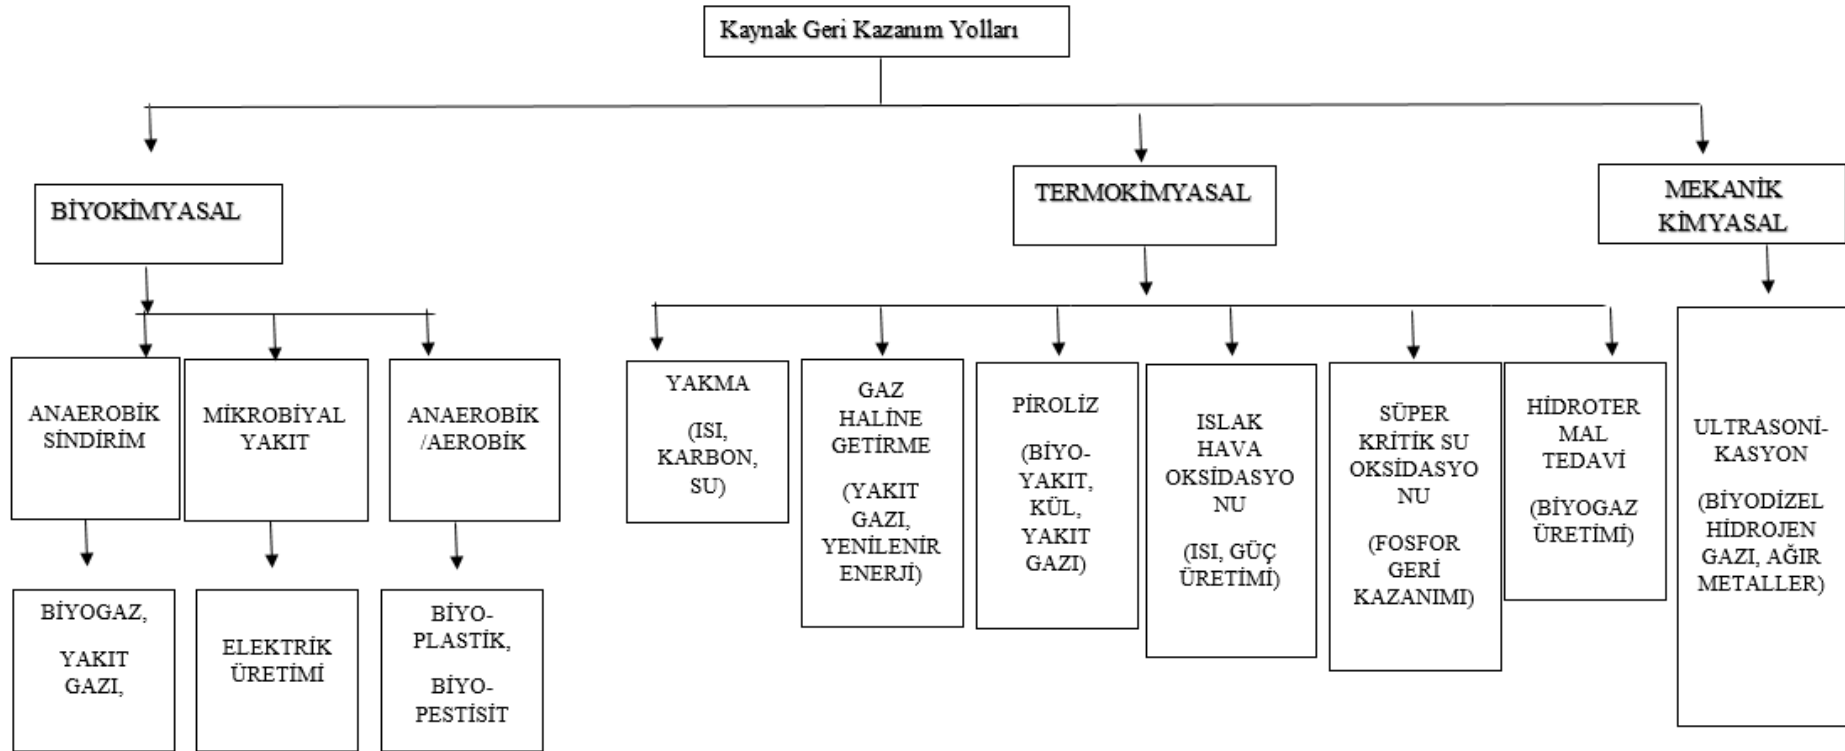 Kaynak Geri Kazanım Yolları
BİYOKİMYASAL
TERMOKİMYASAL
MEKANİK
KİMYASAL
ANAEROBİK
SİNDİRİM
MİKROBİYAL
YAKIT
ANAEROBİK
/AEROBİK
YAKMA
(ISI,
KARBON,
SU)
GAZ
HALİNE
GETİRME
(YAKIT
GAZI,
YENİLENİR
ENERJİ)
PİROLİZ
(BİYO-
YAKIT,
KÜL,
YAKIT
GAZI)
ISLAK
HAVA
OKSİDASYO
NU
(ISI, GÜÇ
ÜRETİMİ)
SÜPER
KRİTİK SU
OKSİDASYO
NU
(FOSFOR
GERİ
KAZANIMI)
HİDROTER
MAL
TEDAVİ
(BİYOGAZ
ÜRETİMİ)
ULTRASONİ-
KASYON
(BİYODİZEL
HİDROJEN
GAZI, AĞIR
METALLER)
BİYOGAZ,
YAKIT
GAZI,
ELEKTRİK
ÜRETİMİ
BİYO-
PLASTİK,
BİYO-
PESTİSİT